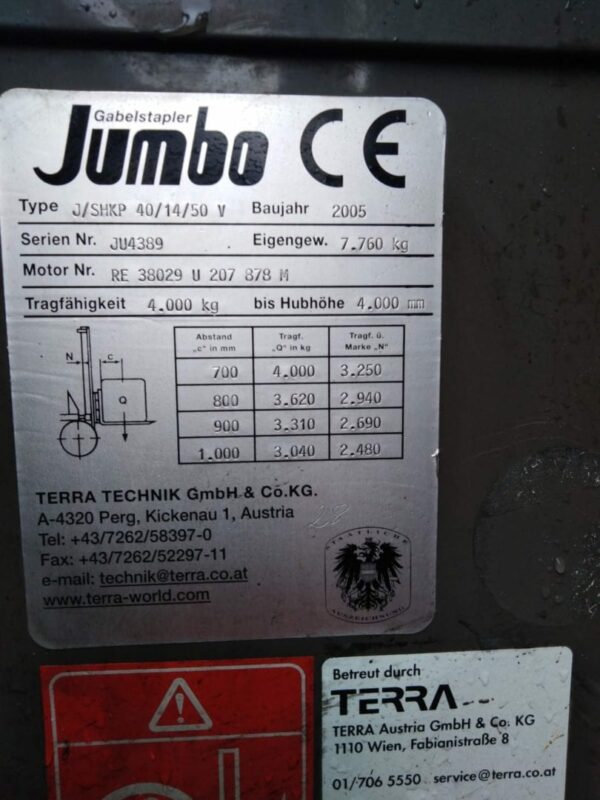 Gabelstapler
Jumbo CE
Type J/SHKP 40/14/50 V Baujahr 2005
Serien Nr. JU4389 Eigengew. 7.760 kg
Motor Nr. RE 38029 U 207 878 M
Tragfähigkeit 4.000 kg bis Hubhöhe 4.000 mm
N c Q
Abstand „c" in mm Tragf. „Q" in kg Tragf. ü. Marke „N"
700 4.000 3.250
800 3.620 2.940
900 3.310 2.690
1.000 3.040 2.480
TERRA TECHNIK GmbH & Co.KG.
A-4320 Perg, Kickenau 1, Austria
Tel: +43/7262/58397-0
Fax: +43/7262/52297-11
e-mail: technik@terra.co.at
www.terra-world.com
STAATLICHE
AUSZEICHNUNG
Betreut durch
TERRA
TERRA Austria GmbH & Co. KG
1110 Wien, Fabianistraße 8
01/706 5550 service@terra.co.at